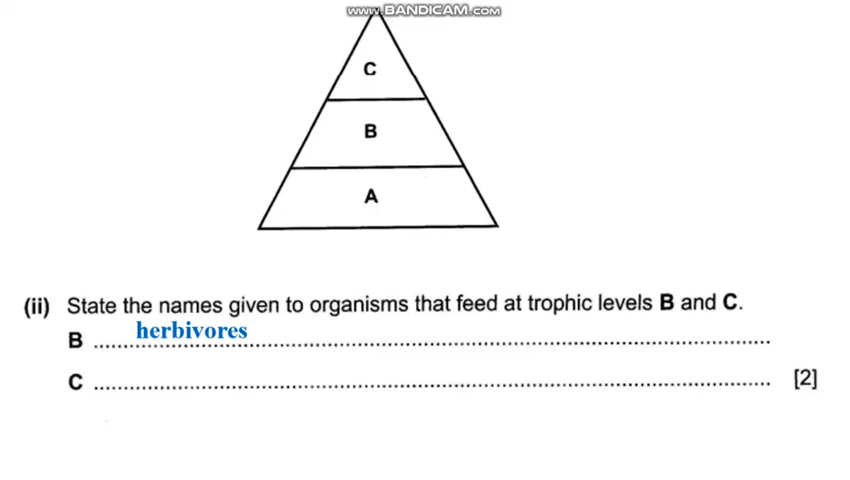 www.BANDICAM.com
C
B
A
(ii) State the names given to organisms that feed at trophic levels B and C.
B herbivores
C [2]